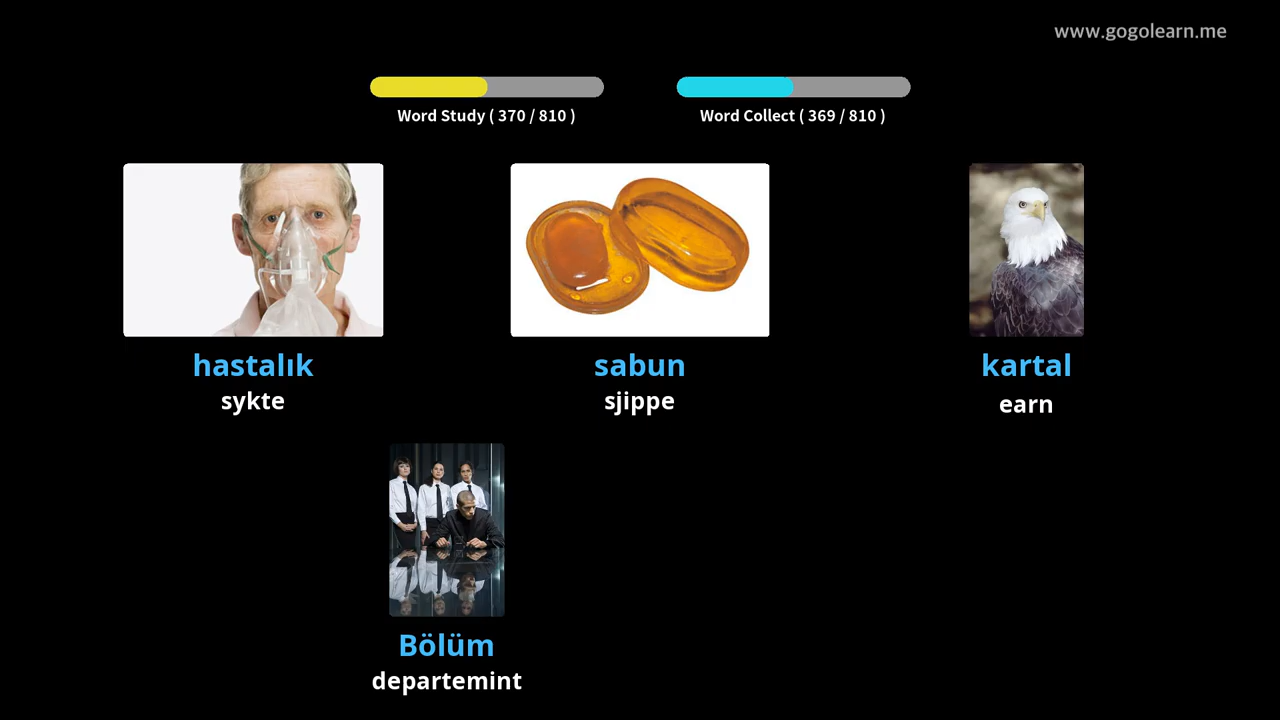 www.gogolearn.me
Word Study ( 370 / 810 )
Word Collect ( 369 / 810 )
hastalık
sykte
sabun
sjippe
kartal
earn
Bölüm
departemint